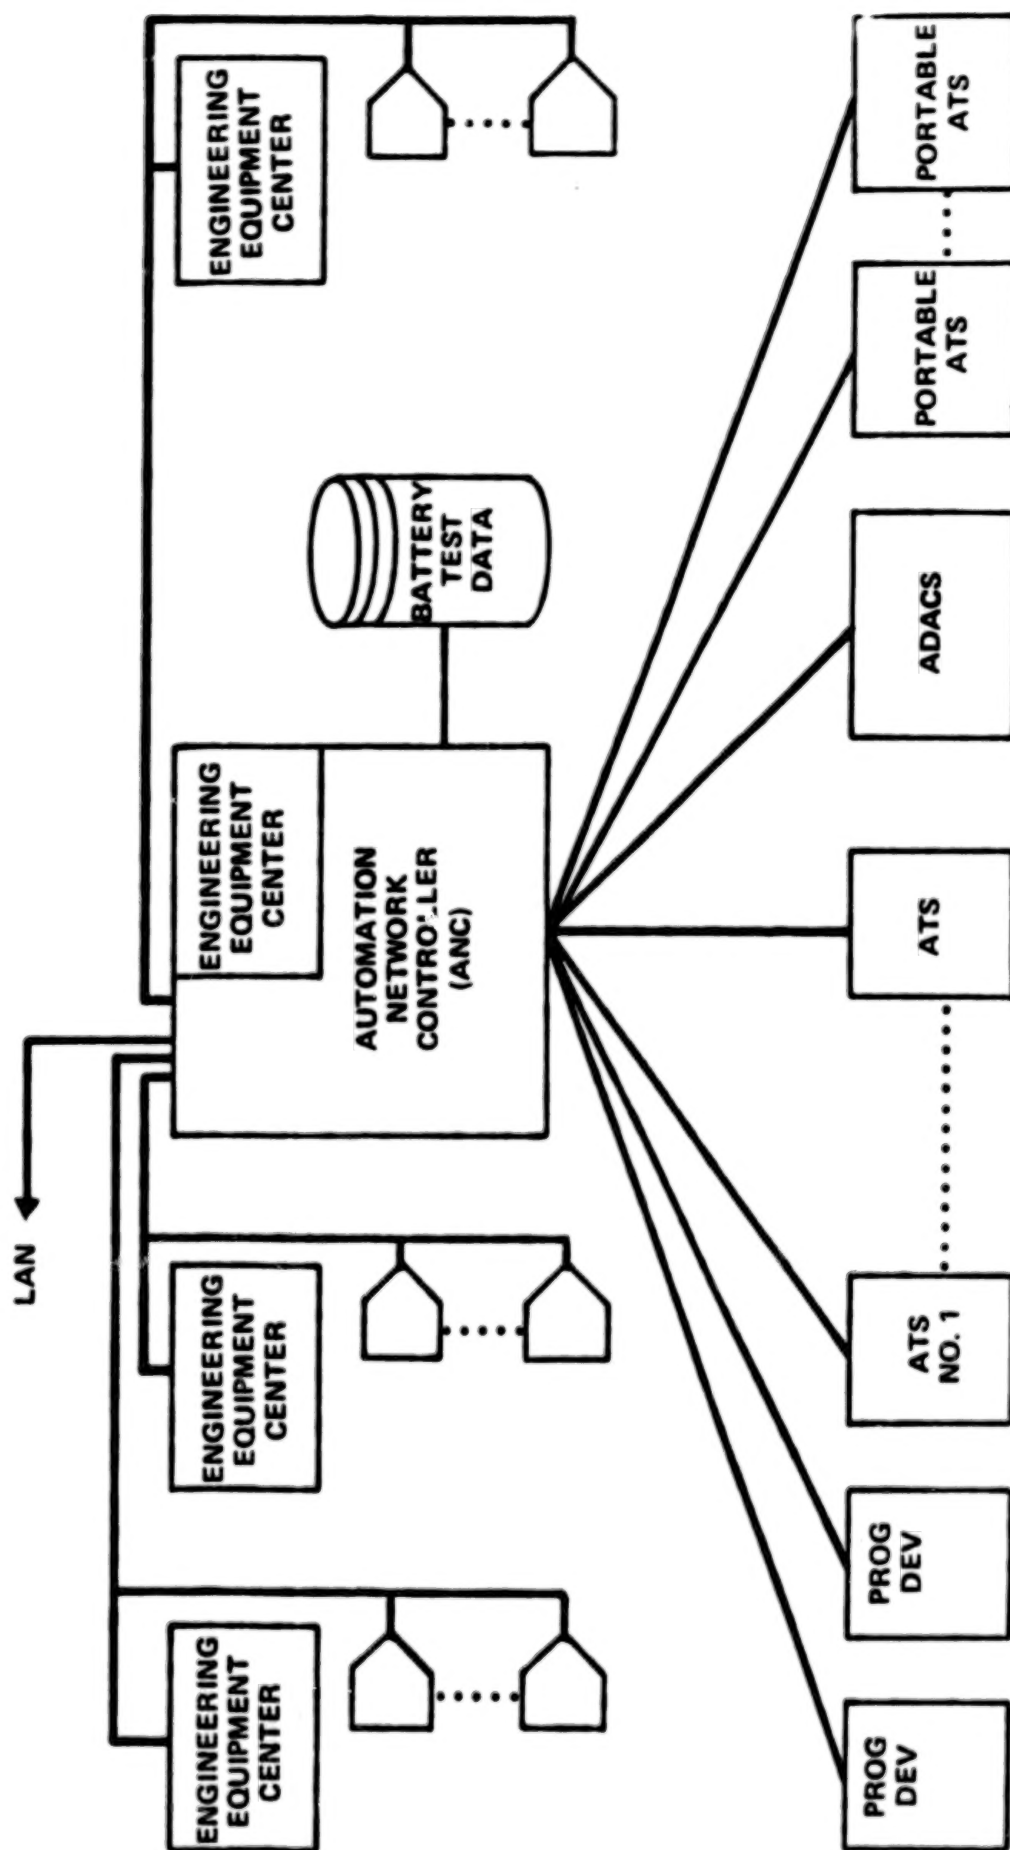 LAN
ENGINEERING
EQUIPMENT
CENTER
ENGINEERING
EQUIPMENT
CENTER
ENGINEERING
EQUIPMENT
CENTER
ENGINEERING
EQUIPMENT
CENTER
AUTOMATION
NETWORK
CONTROLLER
(ANC)
BATTERY
TEST
DATA
PROG
DEV
PROG
DEV
ATS
NO. 1
ATS
ADACS
PORTABLE
ATS
PORTABLE
ATS